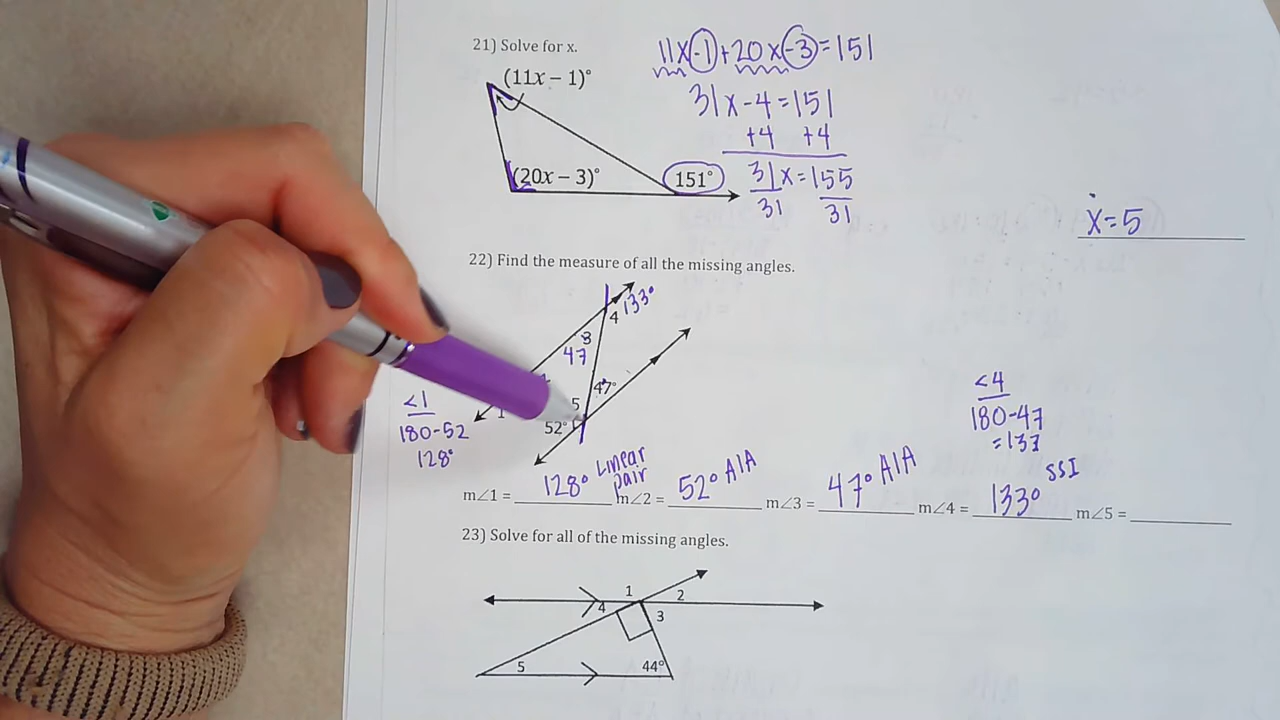 21) Solve for x.
(11x – 1)°
(20x – 3)°
151°
11x-1+20x-3=151
31x-4=151
+4 +4
31x=155
31 31
x=5
22) Find the measure of all the missing angles.
4 133°
3
47
47°
5
52°
1
<1
180-52
128°
<4
180-47
=133
m∠1 = 128° Linear pair m∠2 = 52° AIA m∠3 = 47° AIA m∠4 = 133° SSI m∠5 =
23) Solve for all of the missing angles.
1 2
4 3
5 44°